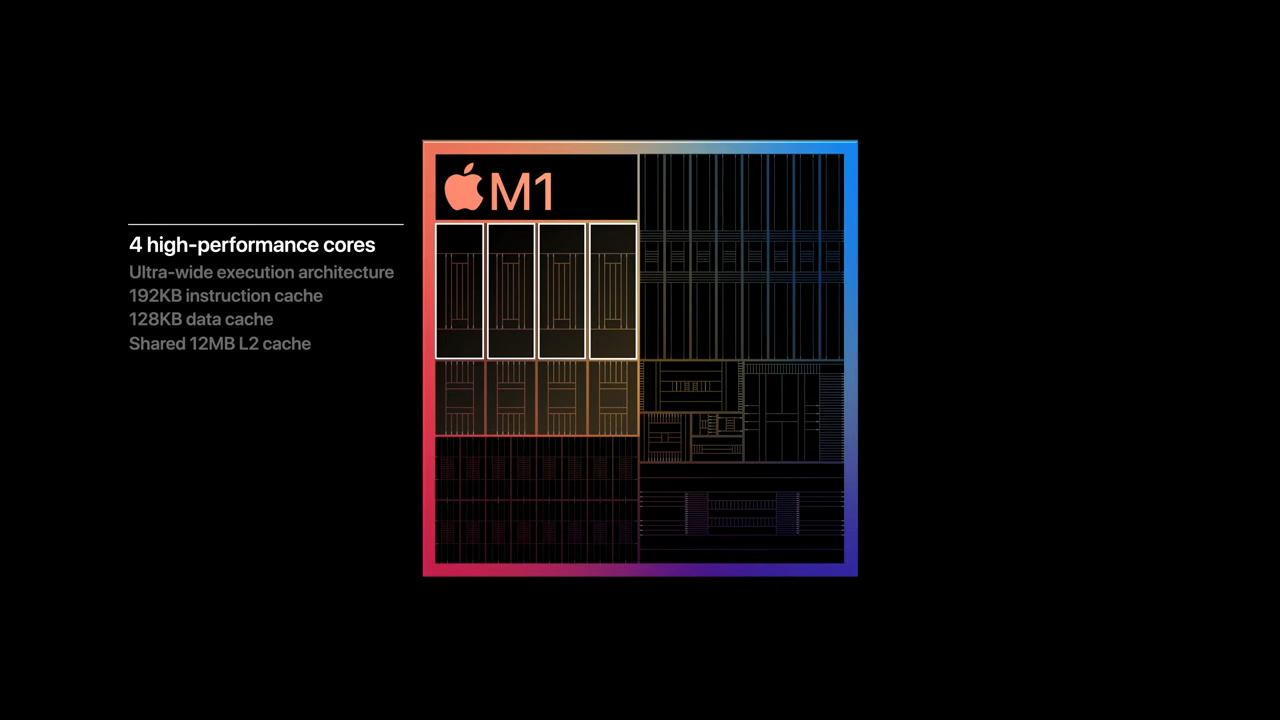 4 high-performance cores
Ultra-wide execution architecture
192KB instruction cache
128KB data cache
Shared 12MB L2 cache
M1